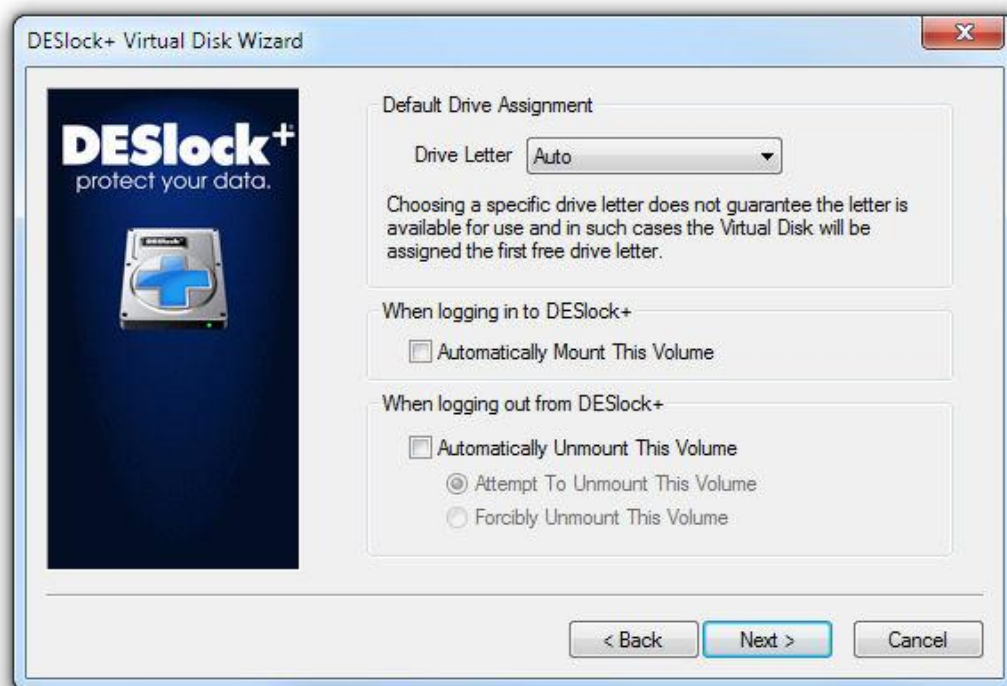 DESlock+ Virtual Disk Wizard
DESlock+
protect your data.
DESlock+
Default Drive Assignment
Drive Letter Auto
Choosing a specific drive letter does not guarantee the letter is
available for use and in such cases the Virtual Disk will be
assigned the first free drive letter.
When logging in to DESlock+
Automatically Mount This Volume
When logging out from DESlock+
Automatically Unmount This Volume
Attempt To Unmount This Volume
Forcibly Unmount This Volume
< Back Next > Cancel